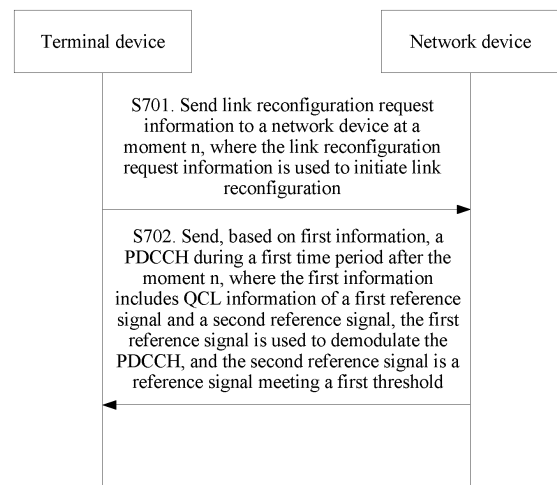 Terminal device
Network device
S701. Send link reconfiguration request
information to a network device at a
moment n, where the link reconfiguration
request information is used to initiate link
reconfiguration
S702. Send, based on first information, a
PDCCH during a first time period after the
moment n, where the first information
includes QCL information of a first reference
signal and a second reference signal, the first
reference signal is used to demodulate the
PDCCH, and the second reference signal is a
reference signal meeting a first threshold